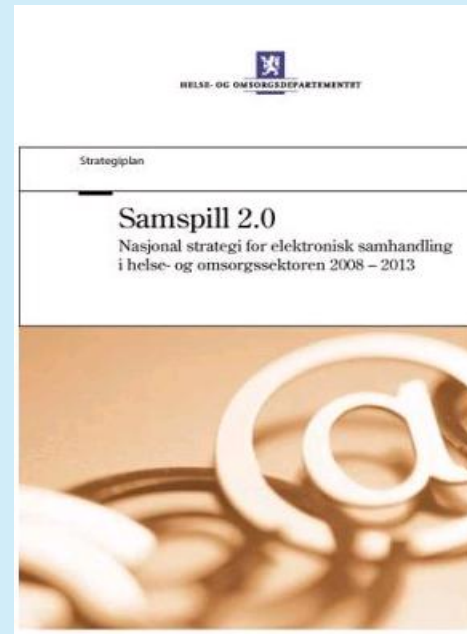 HELSE- OG OMSORGSDEPARTEMENTET
Strategiplan
Samspill 2.0
Nasjonal strategi for elektronisk samhandling
i helse- og omsorgssektoren 2008 – 2013
@